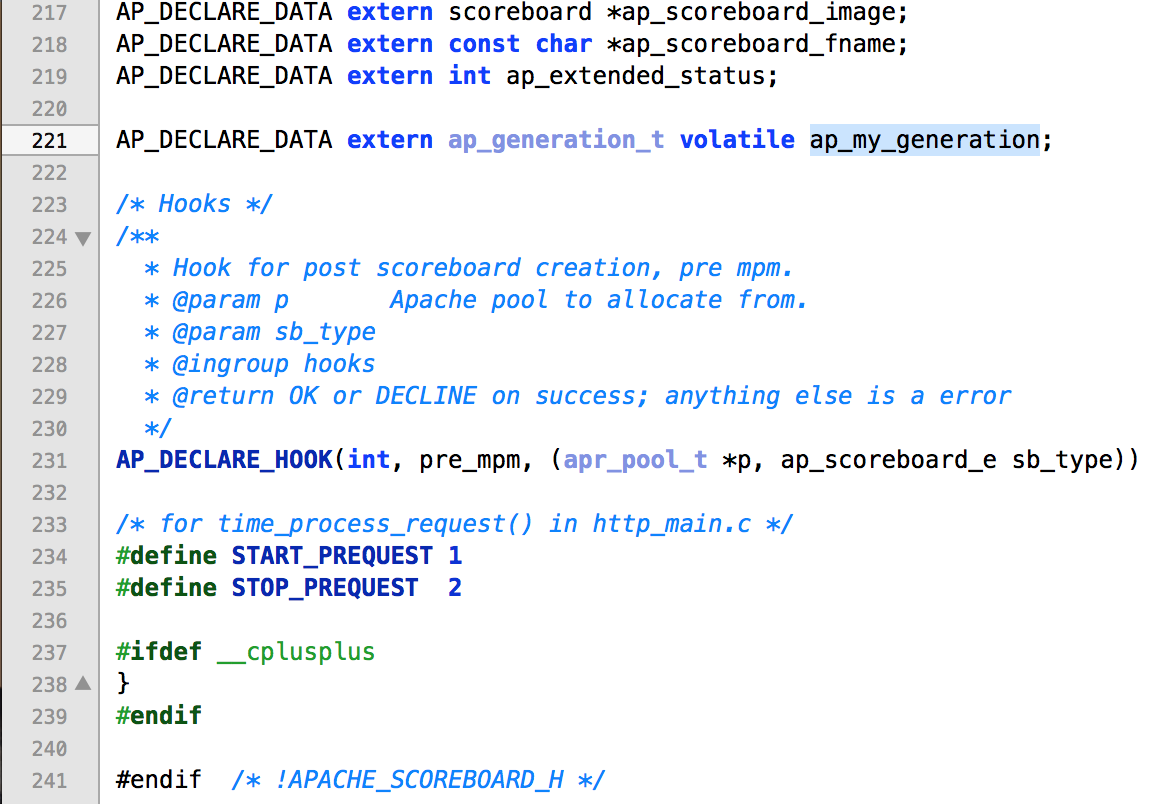 217 AP_DECLARE_DATA extern scoreboard *ap_scoreboard_image;
218 AP_DECLARE_DATA extern const char *ap_scoreboard_fname;
219 AP_DECLARE_DATA extern int ap_extended_status;
220
221 AP_DECLARE_DATA extern ap_generation_t volatile ap_my_generation;
222
223 /* Hooks */
224 /**
225   * Hook for post scoreboard creation, pre mpm.
226   * @param p       Apache pool to allocate from.
227   * @param sb_type
228   * @ingroup hooks
229   * @return OK or DECLINE on success; anything else is a error
230   */
231 AP_DECLARE_HOOK(int, pre_mpm, (apr_pool_t *p, ap_scoreboard_e sb_type))
232
233 /* for time_process_request() in http_main.c */
234 #define START_PREQUEST 1
235 #define STOP_PREQUEST  2
236
237 #ifdef __cplusplus
238 }
239 #endif
240
241 #endif  /* !APACHE_SCOREBOARD_H */